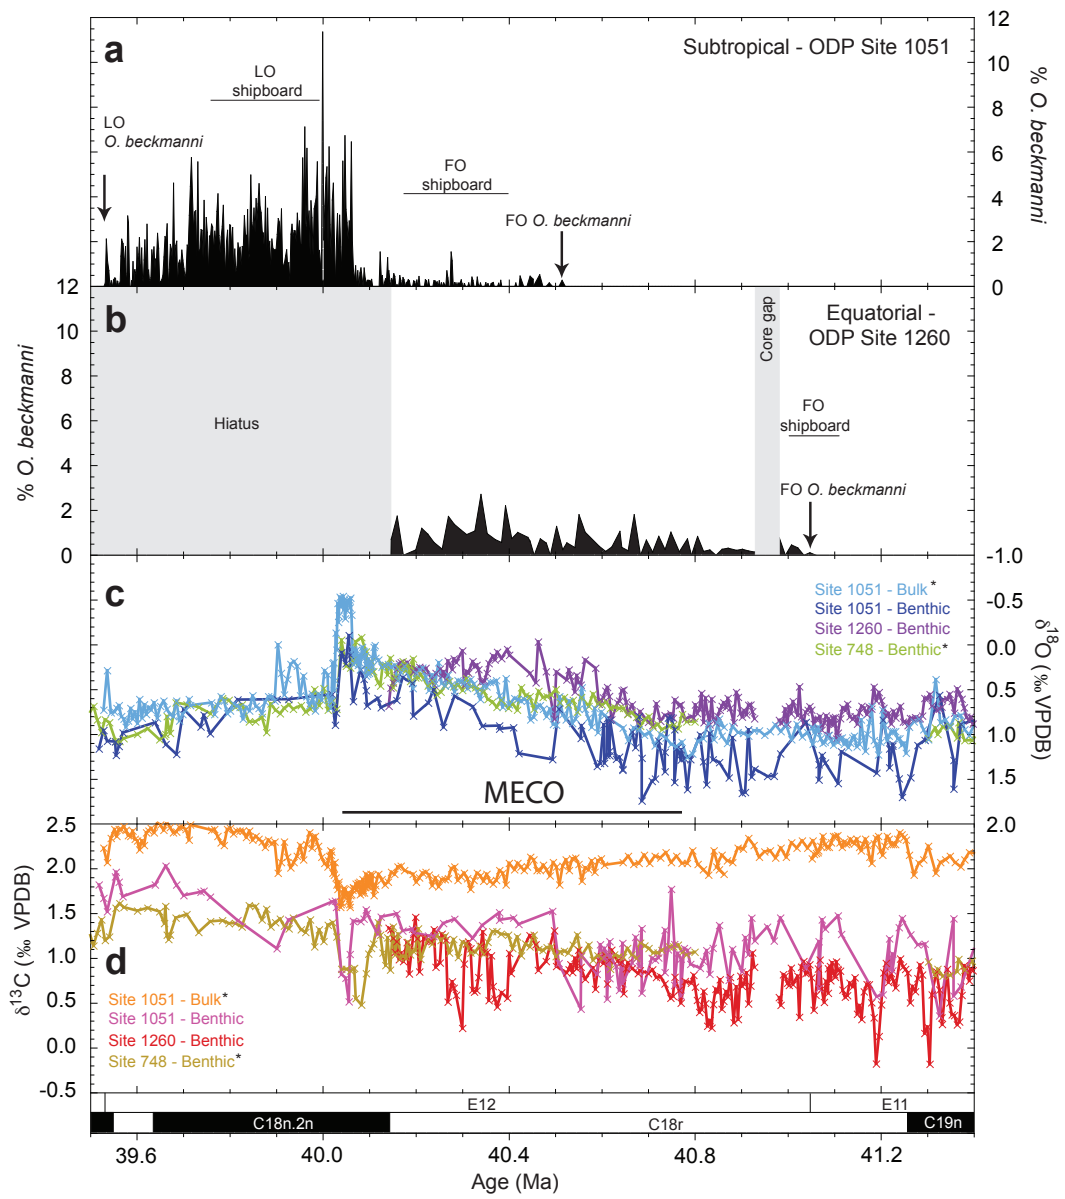 a
Subtropical - ODP Site 1051
LO
shipboard
LO
O. beckmanni
FO
shipboard
FO O. beckmanni
12
10
8
6
4
2
0
% O. beckmanni
b
Equatorial -
ODP Site 1260
Hiatus
Core gap
FO
shipboard
FO O. beckmanni
12
10
8
6
4
2
0
% O. beckmanni
c
Site 1051 - Bulk *
Site 1051 - Benthic
Site 1260 - Benthic
Site 748 - Benthic*
-1.0
-0.5
0.0
0.5
1.0
1.5
2.0
δ18O (‰ VPDB)
MECO
2.5
2.0
1.5
1.0
0.5
0.0
-0.5
δ13C (‰ VPDB)
d
Site 1051 - Bulk*
Site 1051 - Benthic
Site 1260 - Benthic
Site 748 - Benthic*
E12
E11
C18n.2n
C18r
C19n
39.6
40.0
40.4
40.8
41.2
Age (Ma)